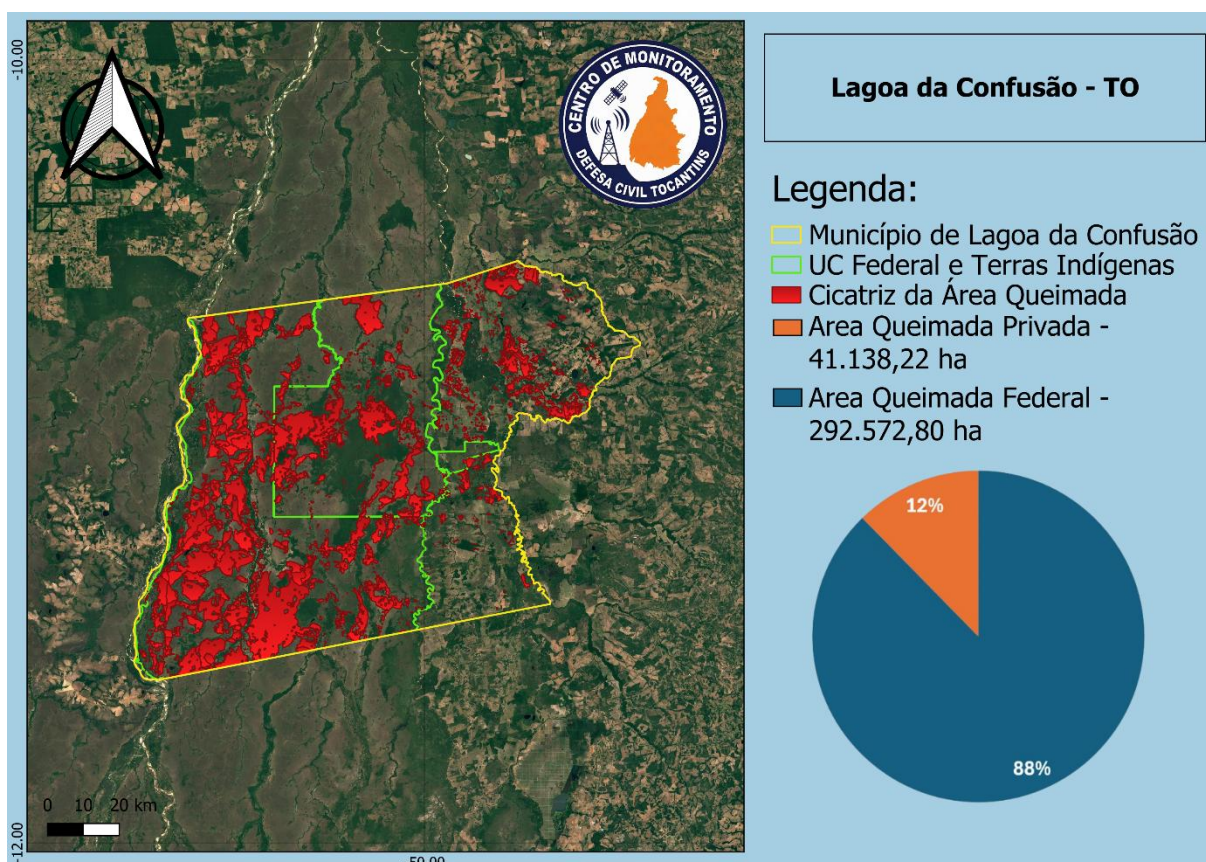 -10.00
CENTRO DE MONITORAMENTO
DEFESA CIVIL TOCANTINS
Lagoa da Confusão - TO
Legenda:
Município de Lagoa da Confusão
UC Federal e Terras Indígenas
Cicatriz da Área Queimada
Area Queimada Privada -
41.138,22 ha
Area Queimada Federal -
292.572,80 ha
12%
88%
0 10 20 km
-12.00